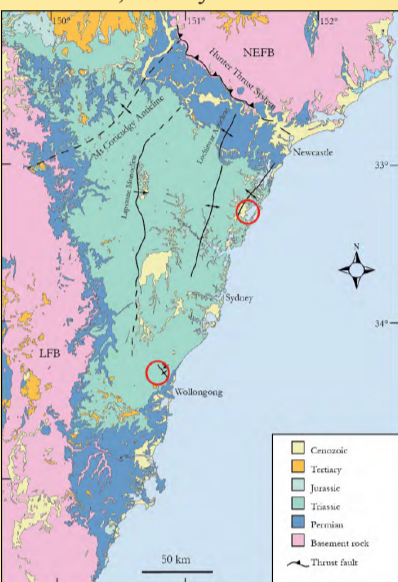 150°
151°
152°
NEFB
Hunter Thrust System
Mt Coricudgy Anticline
Lapstone Monocline
Lochinvar Anticline
Newcastle
33°
N
Sydney
34°
LFB
Wollongong
Cenozoic
Tertiary
Jurassic
Triassic
Permian
Basement rock
Thrust fault
50 km